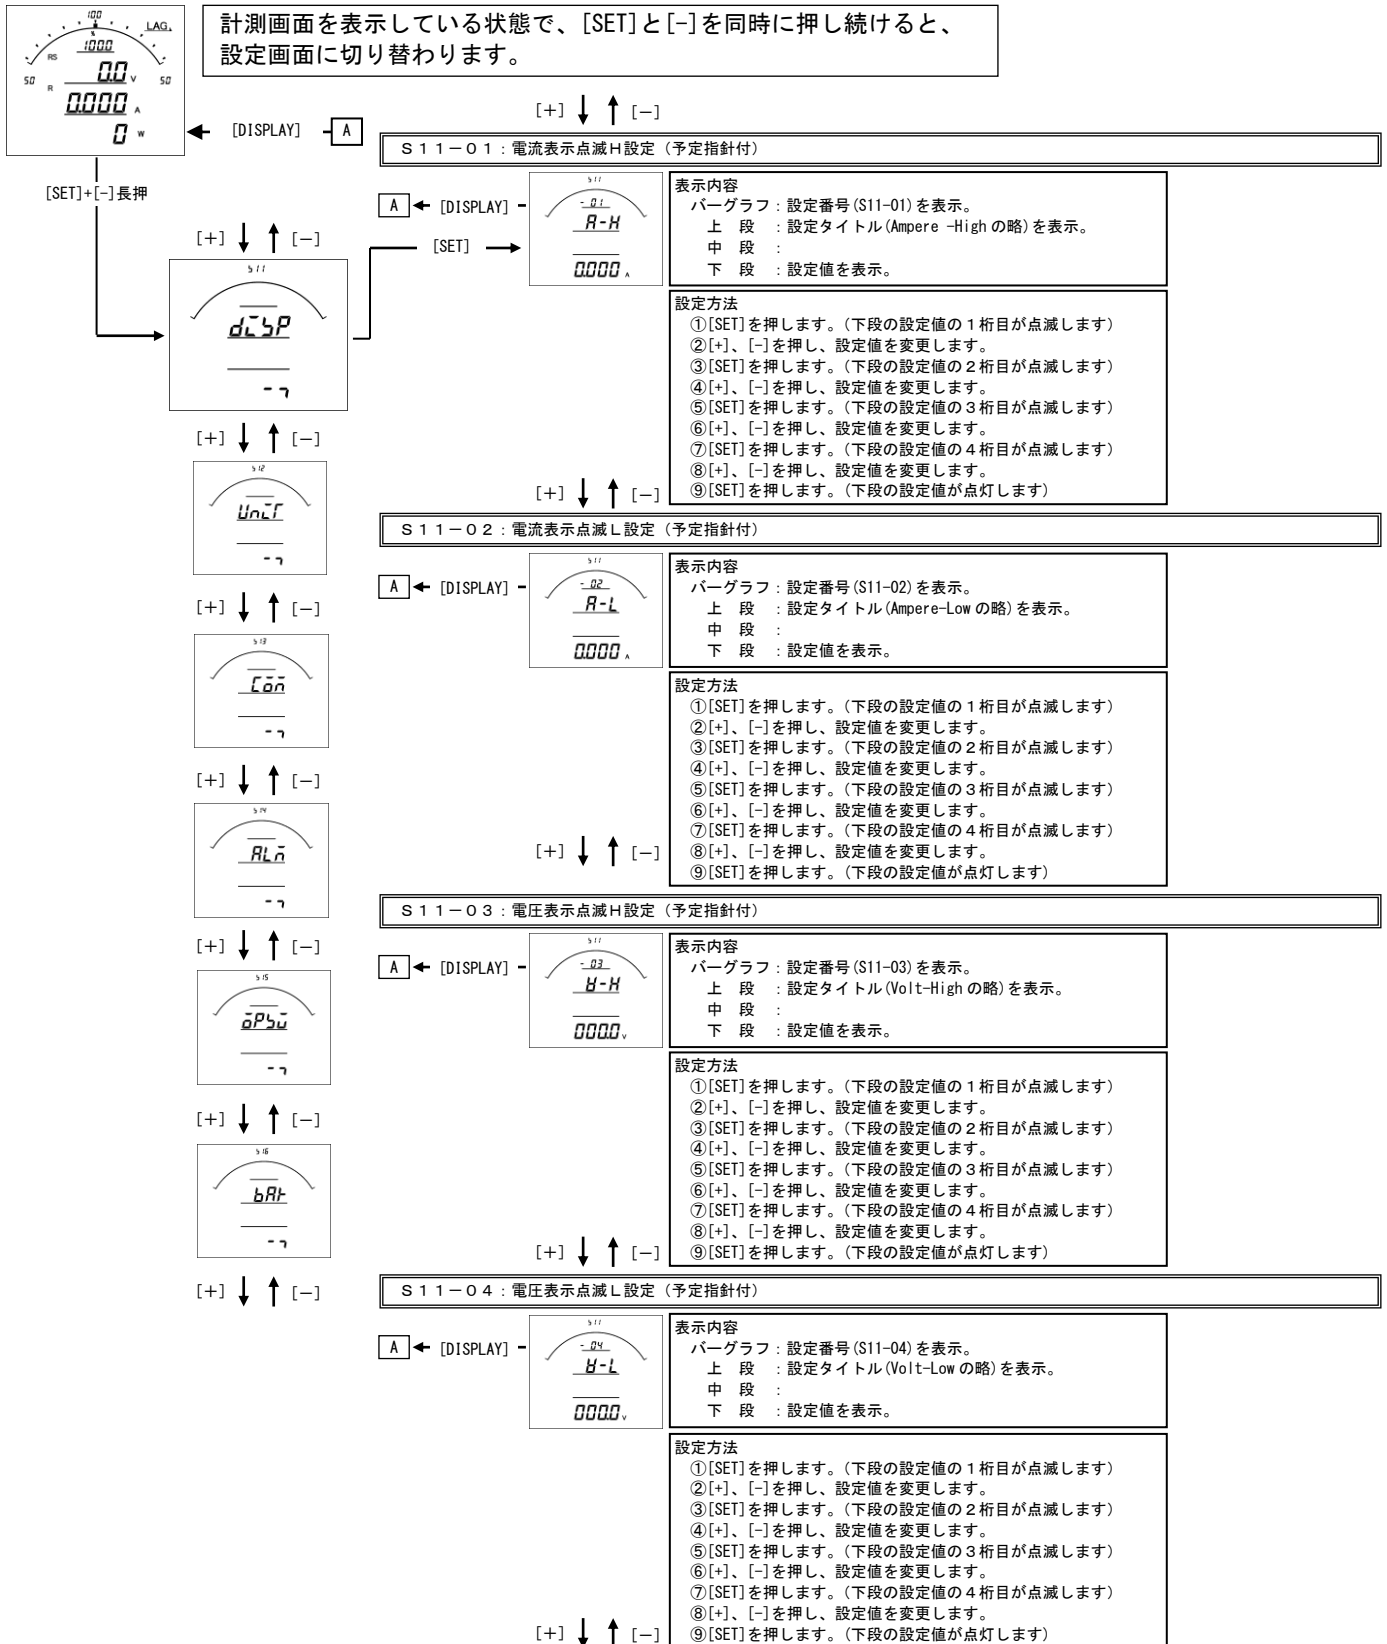 計測画面を表示している状態で、[SET]と[-]を同時に押し続けると、
設定画面に切り替わります。
100
LAG.
%
100.0
RS
50
0.0 V
50
R
0.000 A
0 W
[DISPLAY]
A
[SET]+[-]長押
[+] [-]
S11
dISP
[SET]
[+] [-]
S12
UnIT
[+] [-]
S13
Com
[+] [-]
S14
ALm
[+] [-]
S15
[+] [-]
S16
bAt
[+] [-]
[+] [-]
S11-01:電流表示点滅H設定(予定指針付)
A [DISPLAY]
S11
-01
A-H
0.000 A
表示内容
バーグラフ:設定番号(S11-01)を表示。
上 段 :設定タイトル(Ampere -Highの略)を表示。
中 段 :
下 段 :設定値を表示。
設定方法
①[SET]を押します。(下段の設定値の1桁目が点滅します)
②[+]、[-]を押し、設定値を変更します。
③[SET]を押します。(下段の設定値の2桁目が点滅します)
④[+]、[-]を押し、設定値を変更します。
⑤[SET]を押します。(下段の設定値の3桁目が点滅します)
⑥[+]、[-]を押し、設定値を変更します。
⑦[SET]を押します。(下段の設定値の4桁目が点滅します)
⑧[+]、[-]を押し、設定値を変更します。
⑨[SET]を押します。(下段の設定値が点灯します)
[+] [-]
S11-02:電流表示点滅L設定(予定指針付)
A [DISPLAY]
S11
-02
A-L
0.000 A
表示内容
バーグラフ:設定番号(S11-02)を表示。
上 段 :設定タイトル(Ampere-Lowの略)を表示。
中 段 :
下 段 :設定値を表示。
設定方法
①[SET]を押します。(下段の設定値の1桁目が点滅します)
②[+]、[-]を押し、設定値を変更します。
③[SET]を押します。(下段の設定値の2桁目が点滅します)
④[+]、[-]を押し、設定値を変更します。
⑤[SET]を押します。(下段の設定値の3桁目が点滅します)
⑥[+]、[-]を押し、設定値を変更します。
⑦[SET]を押します。(下段の設定値の4桁目が点滅します)
⑧[+]、[-]を押し、設定値を変更します。
⑨[SET]を押します。(下段の設定値が点灯します)
[+] [-]
S11-03:電圧表示点滅H設定(予定指針付)
A [DISPLAY]
S11
-03
V-H
000.0 V
表示内容
バーグラフ:設定番号(S11-03)を表示。
上 段 :設定タイトル(Volt-Highの略)を表示。
中 段 :
下 段 :設定値を表示。
設定方法
①[SET]を押します。(下段の設定値の1桁目が点滅します)
②[+]、[-]を押し、設定値を変更します。
③[SET]を押します。(下段の設定値の2桁目が点滅します)
④[+]、[-]を押し、設定値を変更します。
⑤[SET]を押します。(下段の設定値の3桁目が点滅します)
⑥[+]、[-]を押し、設定値を変更します。
⑦[SET]を押します。(下段の設定値の4桁目が点滅します)
⑧[+]、[-]を押し、設定値を変更します。
⑨[SET]を押します。(下段の設定値が点灯します)
[+] [-]
S11-04:電圧表示点滅L設定(予定指針付)
A [DISPLAY]
S11
-04
V-L
000.0 V
表示内容
バーグラフ:設定番号(S11-04)を表示。
上 段 :設定タイトル(Volt-Lowの略)を表示。
中 段 :
下 段 :設定値を表示。
設定方法
①[SET]を押します。(下段の設定値の1桁目が点滅します)
②[+]、[-]を押し、設定値を変更します。
③[SET]を押します。(下段の設定値の2桁目が点滅します)
④[+]、[-]を押し、設定値を変更します。
⑤[SET]を押します。(下段の設定値の3桁目が点滅します)
⑥[+]、[-]を押し、設定値を変更します。
⑦[SET]を押します。(下段の設定値の4桁目が点滅します)
⑧[+]、[-]を押し、設定値を変更します。
⑨[SET]を押します。(下段の設定値が点灯します)
[+] [-]